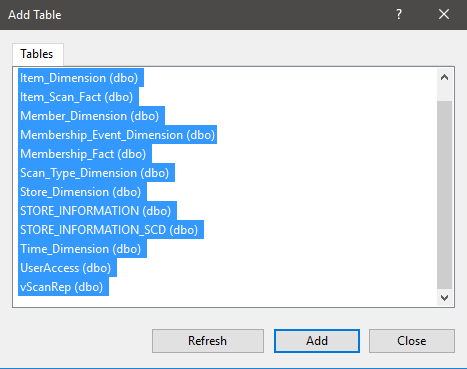 Add Table
?
Tables
Item_Dimension (dbo)
Item_Scan_Fact (dbo)
Member_Dimension (dbo)
Membership_Event_Dimension (dbo)
Membership_Fact (dbo)
Scan_Type_Dimension (dbo)
Store_Dimension (dbo)
STORE_INFORMATION (dbo)
STORE_INFORMATION_SCD (dbo)
Time_Dimension (dbo)
UserAccess (dbo)
vScanRep (dbo)
Refresh
Add
Close